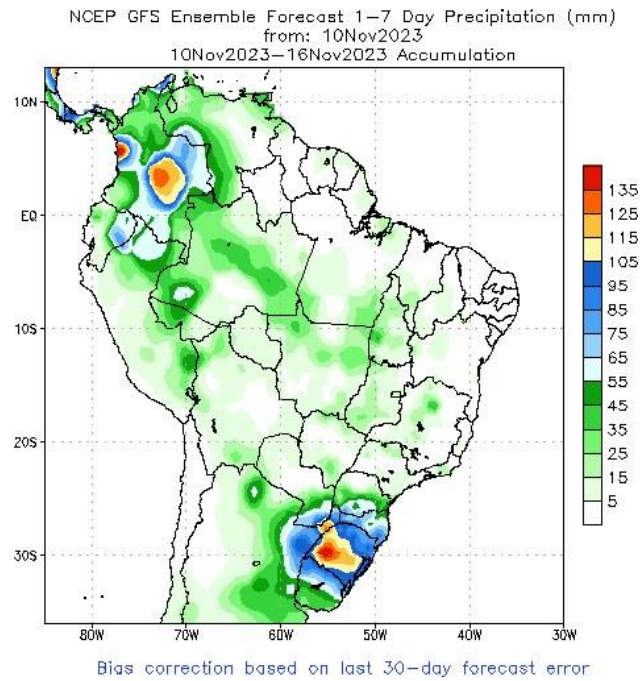 NCEP GFS Ensemble Forecast 1–7 Day Precipitation (mm)
from: 10Nov2023
10Nov2023–16Nov2023 Accumulation
10N
EQ
10S
20S
30S
80W
70W
60W
50W
40W
30W
135
125
115
105
95
85
75
65
55
45
35
25
15
5
Bias correction based on last 30–day forecast error